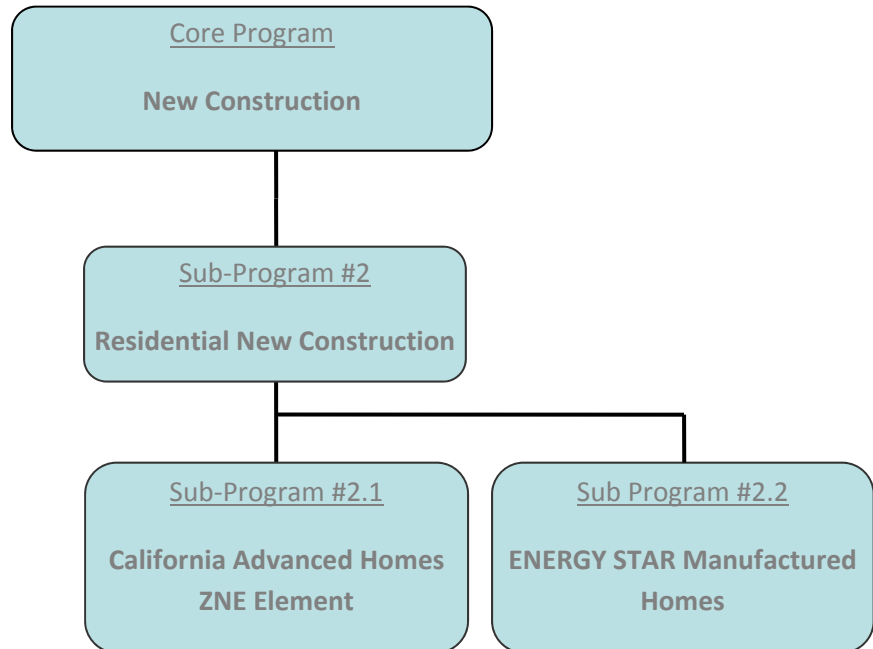 Core Program
New Construction
Sub-Program #2
Residential New Construction
Sub-Program #2.1
California Advanced Homes
ZNE Element
Sub Program #2.2
ENERGY STAR Manufactured
Homes